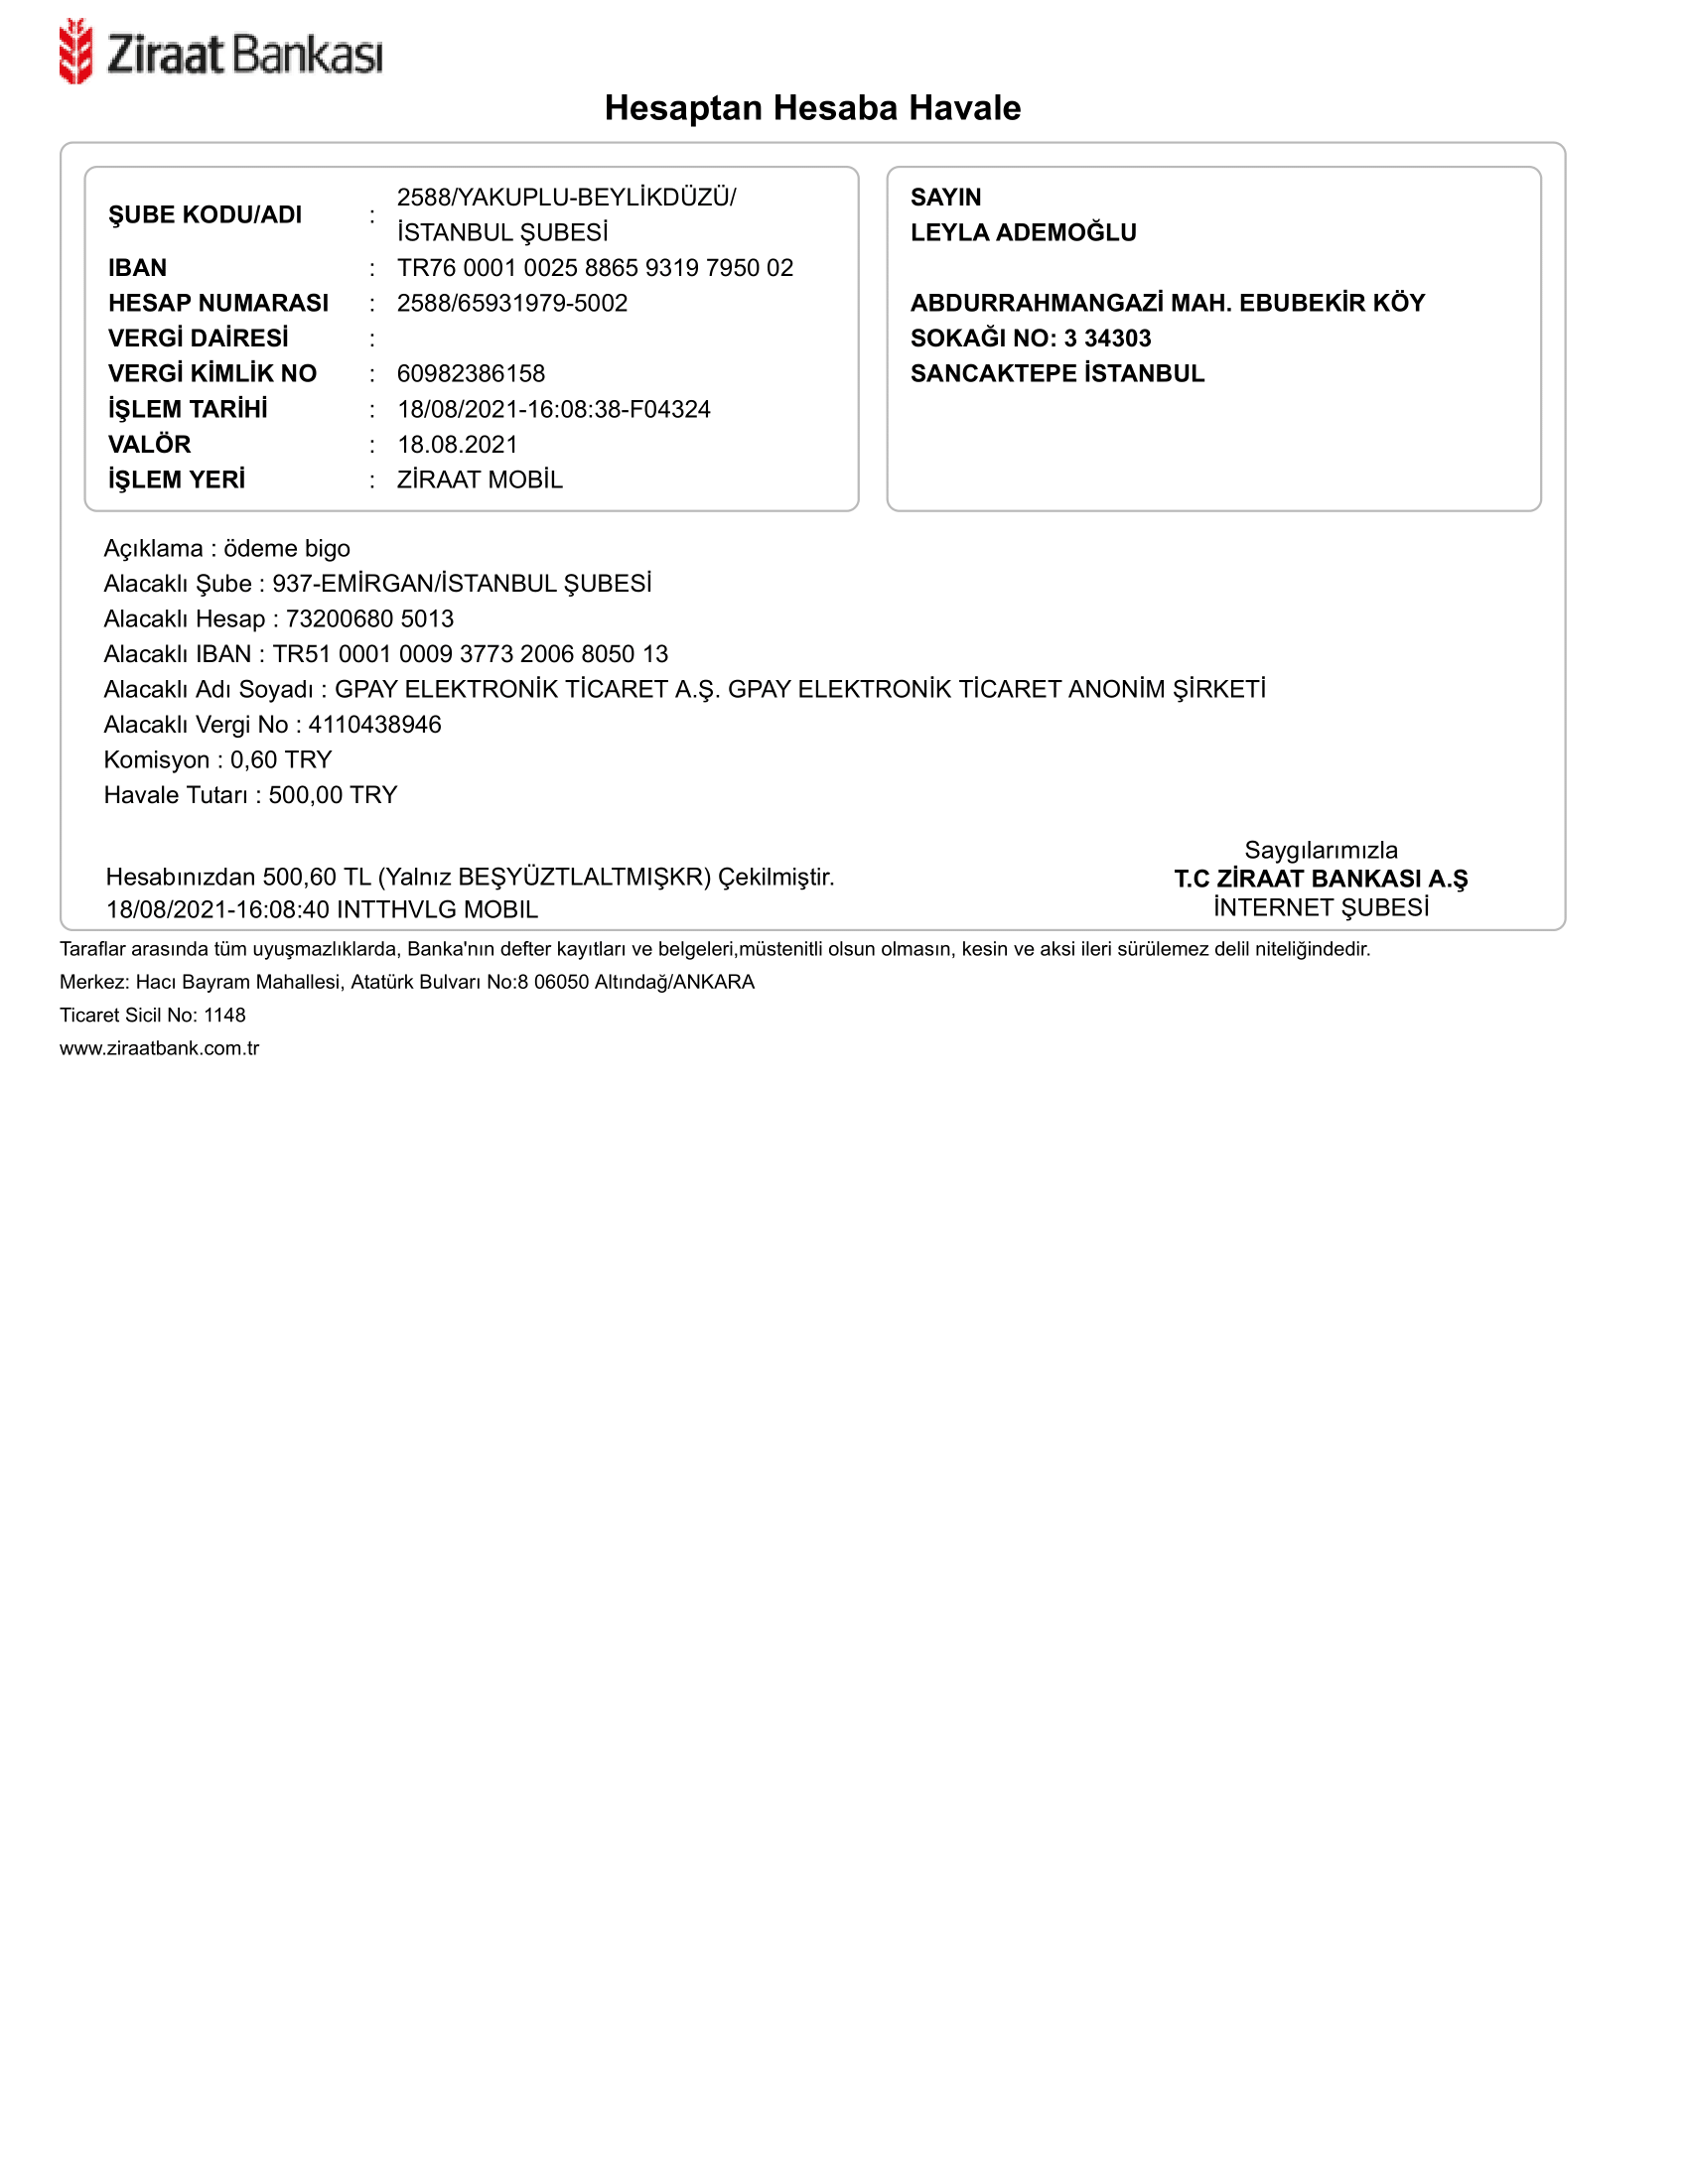 Ziraat Bankası
Hesaptan Hesaba Havale
ŞUBE KODU/ADI : 2588/YAKUPLU-BEYLİKDÜZÜ/
İSTANBUL ŞUBESİ
IBAN : TR76 0001 0025 8865 9319 7950 02
HESAP NUMARASI : 2588/65931979-5002
VERGİ DAİRESİ :
VERGİ KİMLİK NO : 60982386158
İŞLEM TARİHİ : 18/08/2021-16:08:38-F04324
VALÖR : 18.08.2021
İŞLEM YERİ : ZİRAAT MOBİL
SAYIN
LEYLA ADEMOĞLU
ABDURRAHMANGAZİ MAH. EBUBEKİR KÖY
SOKAĞI NO: 3 34303
SANCAKTEPE İSTANBUL
Açıklama : ödeme bigo
Alacaklı Şube : 937-EMİRGAN/İSTANBUL ŞUBESİ
Alacaklı Hesap : 73200680 5013
Alacaklı IBAN : TR51 0001 0009 3773 2006 8050 13
Alacaklı Adı Soyadı : GPAY ELEKTRONİK TİCARET A.Ş. GPAY ELEKTRONİK TİCARET ANONİM ŞİRKETİ
Alacaklı Vergi No : 4110438946
Komisyon : 0,60 TRY
Havale Tutarı : 500,00 TRY
Hesabınızdan 500,60 TL (Yalnız BEŞYÜZTLALTMIŞKR) Çekilmiştir.
18/08/2021-16:08:40 INTTHVLG MOBIL
Saygılarımızla
T.C ZİRAAT BANKASI A.Ş
İNTERNET ŞUBESİ
Taraflar arasında tüm uyuşmazlıklarda, Banka'nın defter kayıtları ve belgeleri,müstenitli olsun olmasın, kesin ve aksi ileri sürülemez delil niteliğindedir.
Merkez: Hacı Bayram Mahallesi, Atatürk Bulvarı No:8 06050 Altındağ/ANKARA
Ticaret Sicil No: 1148
www.ziraatbank.com.tr